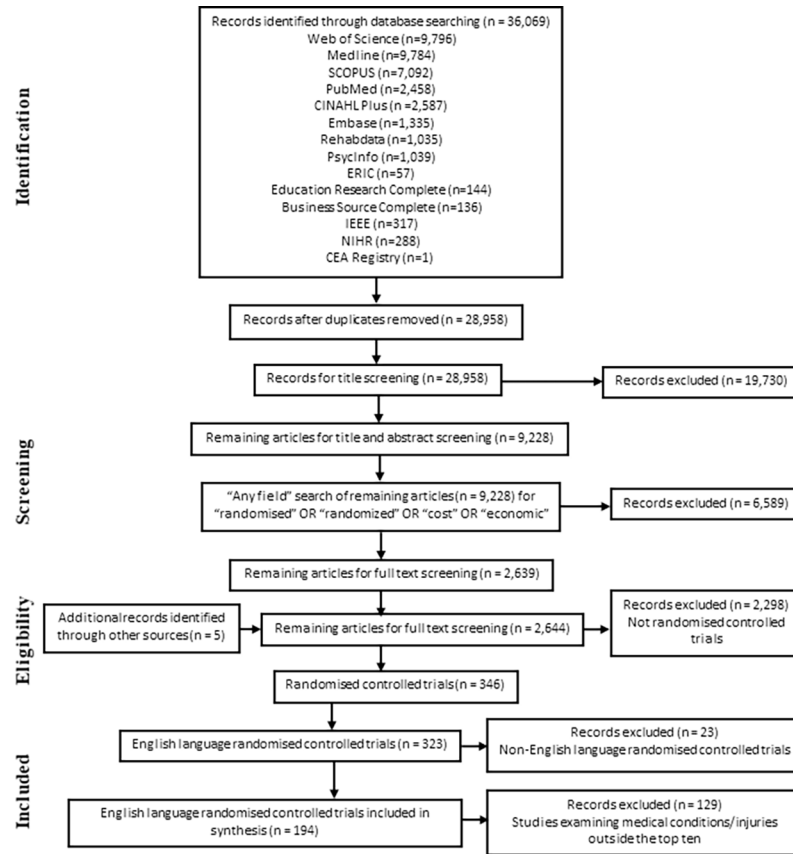 Identification
Records identified through database searching (n = 36,069)
Web of Science (n=9,796)
Medline (n=9,784)
SCOPUS (n=7,092)
PubMed (n=2,458)
CINAHL Plus (n=2,587)
Embase (n=1,335)
Rehabdata (n=1,035)
PsycInfo (n=1,039)
ERIC (n=57)
Education Research Complete (n=144)
Business Source Complete (n=136)
IEEE (n=317)
NIHR (n=288)
CEA Registry (n=1)
Records after duplicates removed (n = 28,958)
Records for title screening (n = 28,958)
Records excluded (n = 19,730)
Screening
Remaining articles for title and abstract screening (n = 9,228)
"Any field" search of remaining articles (n = 9,228) for
"randomised" OR "randomized" OR "cost" OR "economic"
Records excluded (n = 6,589)
Remaining articles for full text screening (n = 2,639)
Eligibility
Additional records identified
through other sources (n = 5)
Remaining articles for full text screening (n = 2,644)
Records excluded (n = 2,298)
Not randomised controlled
trials
Randomised controlled trials (n = 346)
Included
English language randomised controlled trials (n = 323)
Records excluded (n = 23)
Non-English language randomised controlled trials
English language randomised controlled trials included in
synthesis (n = 194)
Records excluded (n = 129)
Studies examining medical conditions/injuries
outside the top ten